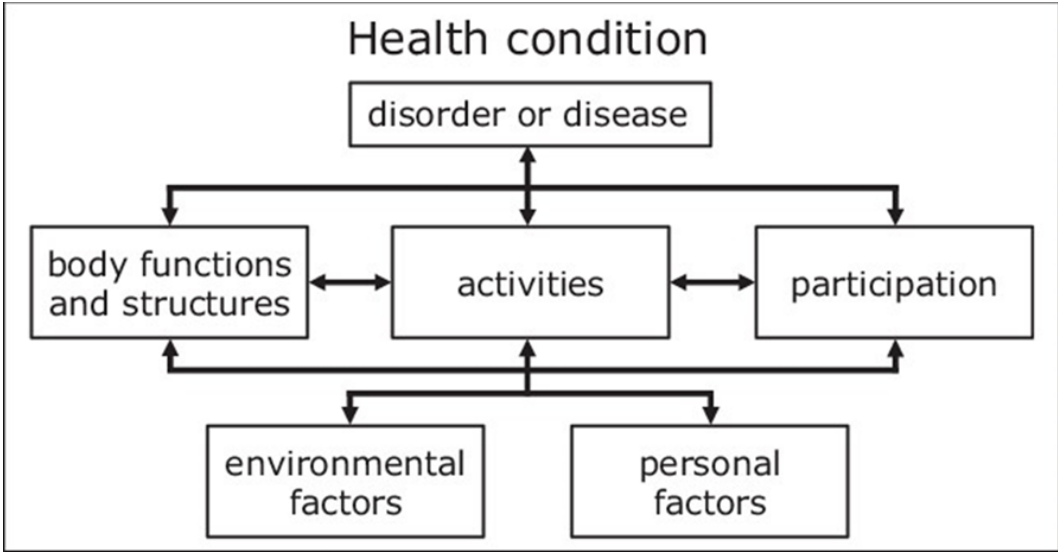 Health condition
disorder or disease
body functions
and structures
activities
participation
environmental
factors
personal
factors